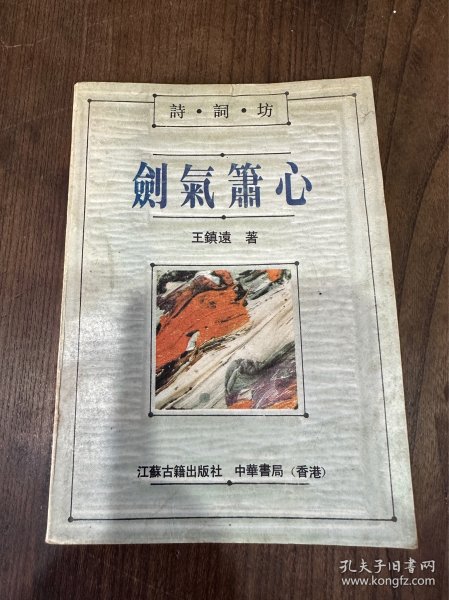 詩·詞·坊
劍氣簫心
王鎮遠 著
江蘇古籍出版社 中華書局（香港）
孔夫子旧书网
www.kongfz.com